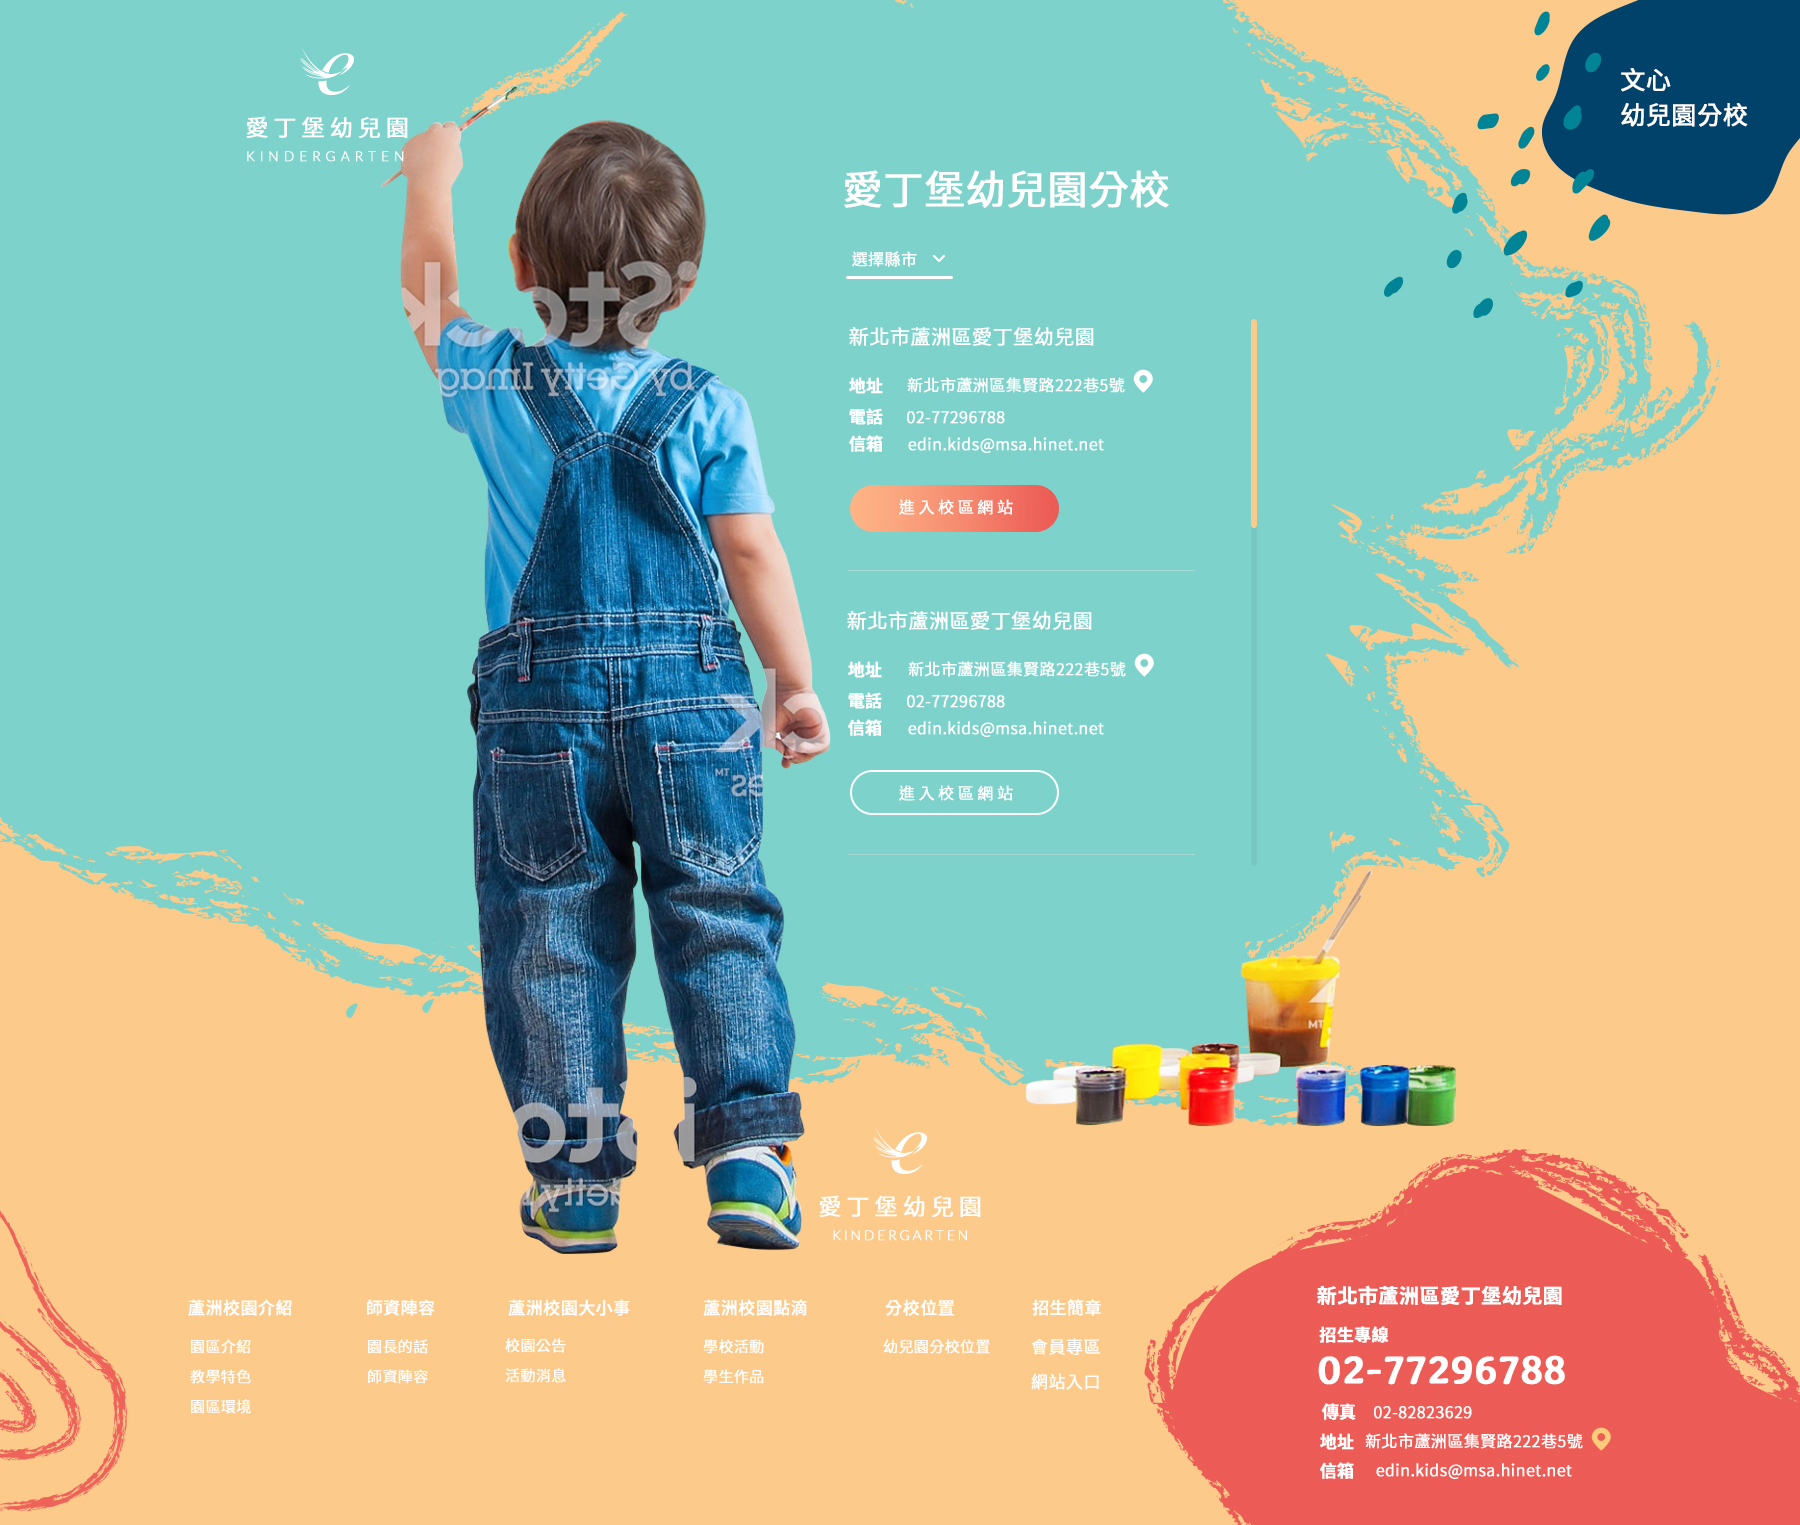 愛丁堡幼兒園
KINDERGARTEN
文心
幼兒園分校
愛丁堡幼兒園分校
選擇縣市
新北市蘆洲區愛丁堡幼兒園
地址 新北市蘆洲區集賢路222巷5號
電話 02-77296788
信箱 edin.kids@msa.hinet.net
進入校區網站
新北市蘆洲區愛丁堡幼兒園
地址 新北市蘆洲區集賢路222巷5號
電話 02-77296788
信箱 edin.kids@msa.hinet.net
進入校區網站
iStock
by Getty Imag
ck
es TM
MT
iSto
Getty
愛丁堡幼兒園
KINDERGARTEN
蘆洲校園介紹
園區介紹
教學特色
園區環境
師資陣容
園長的話
師資陣容
蘆洲校園大小事
校園公告
活動消息
蘆洲校園點滴
學校活動
學生作品
分校位置
幼兒園分校位置
招生簡章
會員專區
網站入口
新北市蘆洲區愛丁堡幼兒園
招生專線
02-77296788
傳真 02-82823629
地址 新北市蘆洲區集賢路222巷5號
信箱 edin.kids@msa.hinet.net